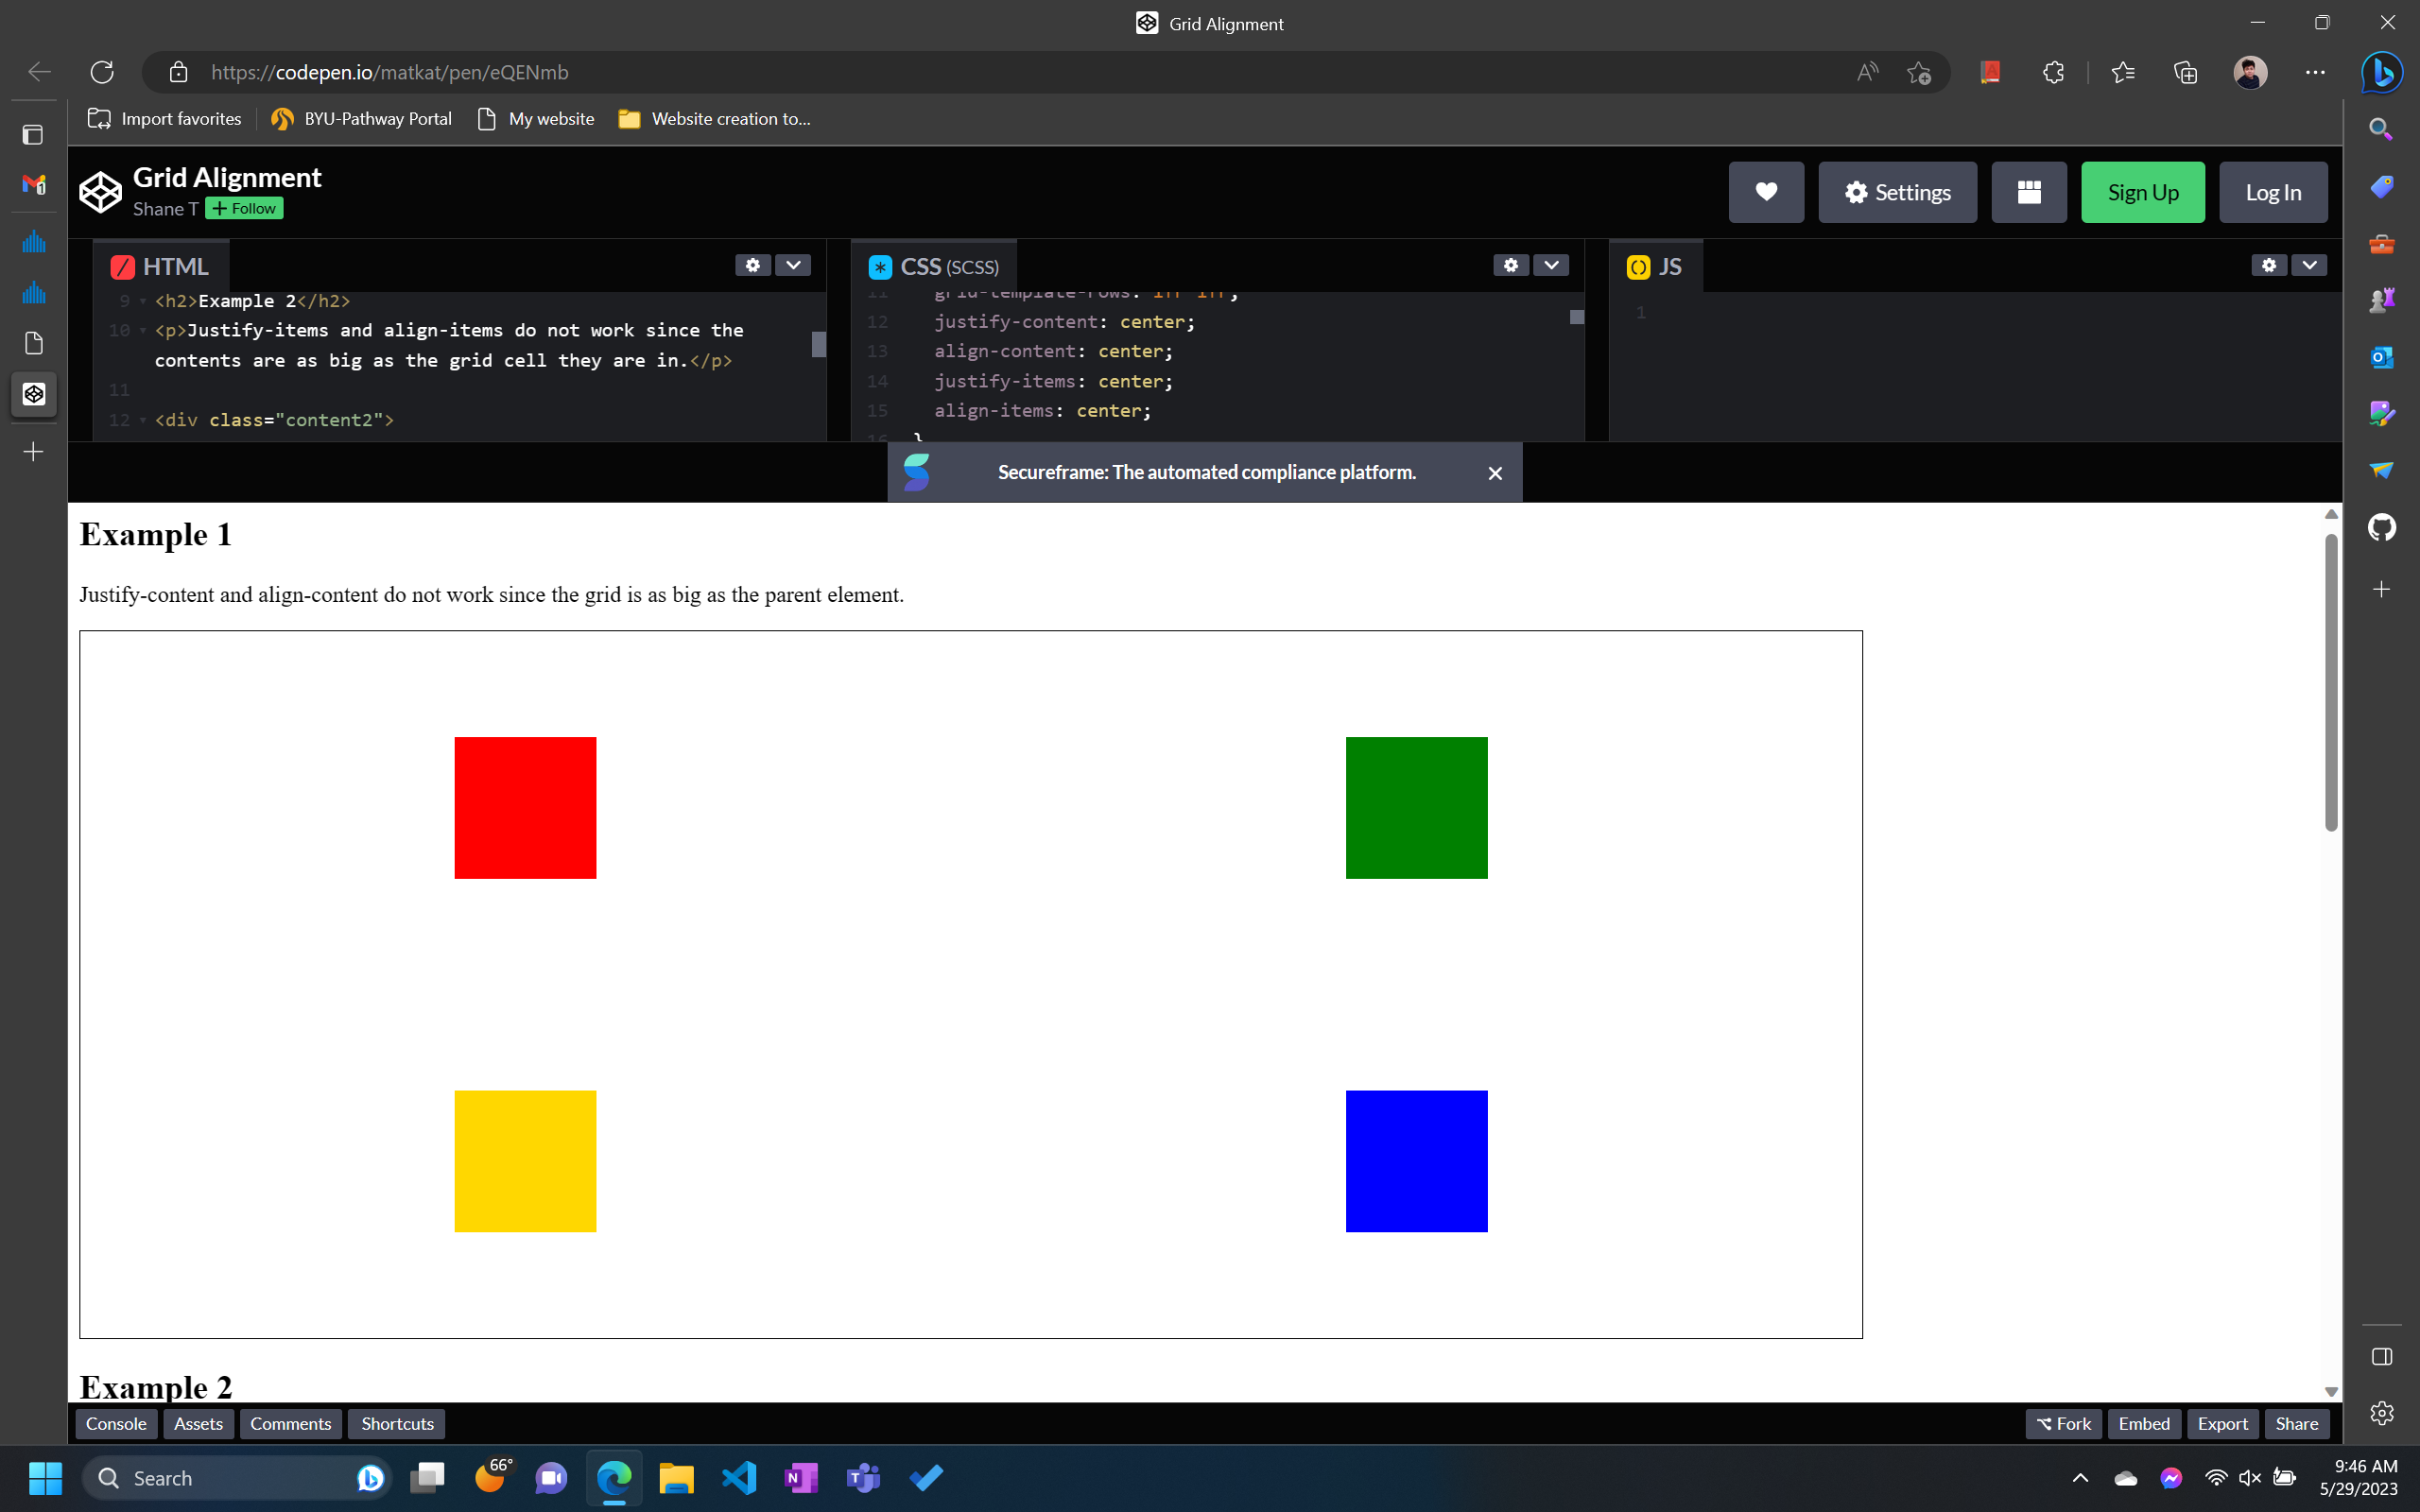 Grid Alignment
https://codepen.io/matkat/pen/eQENmb
Import favorites
BYU-Pathway Portal
My website
Website creation to...
Grid Alignment
Shane T
+ Follow
Settings
Sign Up
Log In
HTML
9 <h2>Example 2</h2>
10 <p>Justify-items and align-items do not work since the
contents are as big as the grid cell they are in.</p>
11
12 <div class="content2">
CSS (SCSS)
11 grid-template-rows: 1fr 1fr;
12 justify-content: center;
13 align-content: center;
14 justify-items: center;
15 align-items: center;
16 }
JS
1
Secureframe: The automated compliance platform.
Example 1
Justify-content and align-content do not work since the grid is as big as the parent element.
Example 2
Console
Assets
Comments
Shortcuts
Fork
Embed
Export
Share
Search
66°
9:46 AM
5/29/2023